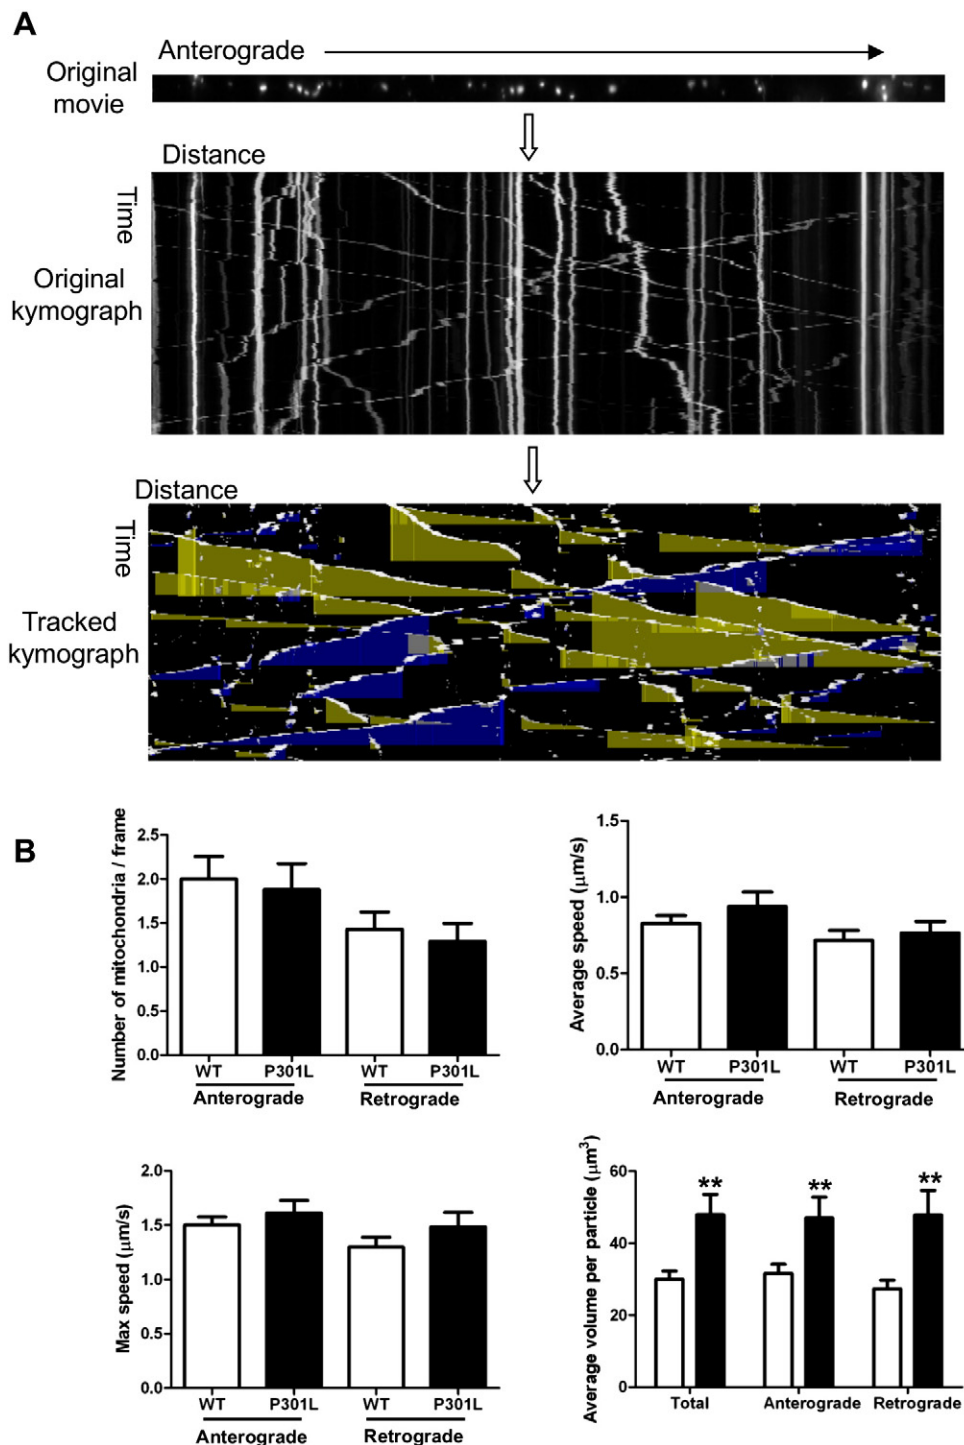 A
Anterograde
Original
movie
Distance
Time
Original
kymograph
Distance
Time
Tracked
kymograph
B
Number of mitochondria / frame
2.5
2.0
1.5
1.0
0.5
0.0
WT
P301L
WT
P301L
Anterograde
Retrograde
Average speed (μm/s)
1.5
1.0
0.5
0.0
WT
P301L
WT
P301L
Anterograde
Retrograde
Max speed (μm/s)
2.0
1.5
1.0
0.5
0.0
WT
P301L
WT
P301L
Anterograde
Retrograde
Average volume per particle (μm³)
60
40
20
0
**
**
**
Total
Anterograde
Retrograde